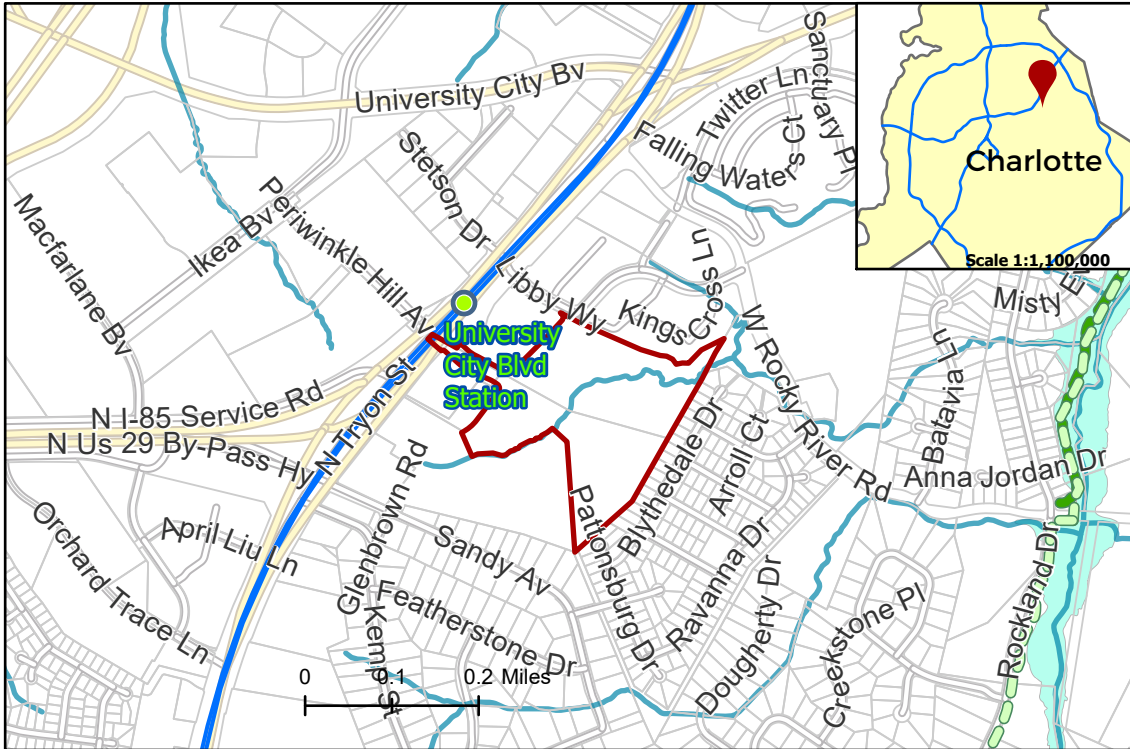 University City Bv
Twitter Ln
Sanctuary Pl
Falling Waters Ct
Stetson Dr
Periwinkle Hill Av
Ikea Bv
Macfarlane Bv
Libby Wy
Kings
Cross Ln
W Rocky River Rd
Misty
Batavia Ln
Anna Jordan Dr
Charlotte
Scale 1:1,100,000
University
City Blvd
Station
N I-85 Service Rd
N Us 29 By-Pass Hy
N Tryon St
Glenbrown Rd
Blythedale Dr
Arroll Ct
Pattonsburg Dr
Ravanna Dr
Dougherty Dr
Creekstone Pl
Rockland Dr
Orchard Trace Ln
April Liu Ln
Sandy Av
Featherstone Dr
Kemp St
0 0.1 0.2 Miles